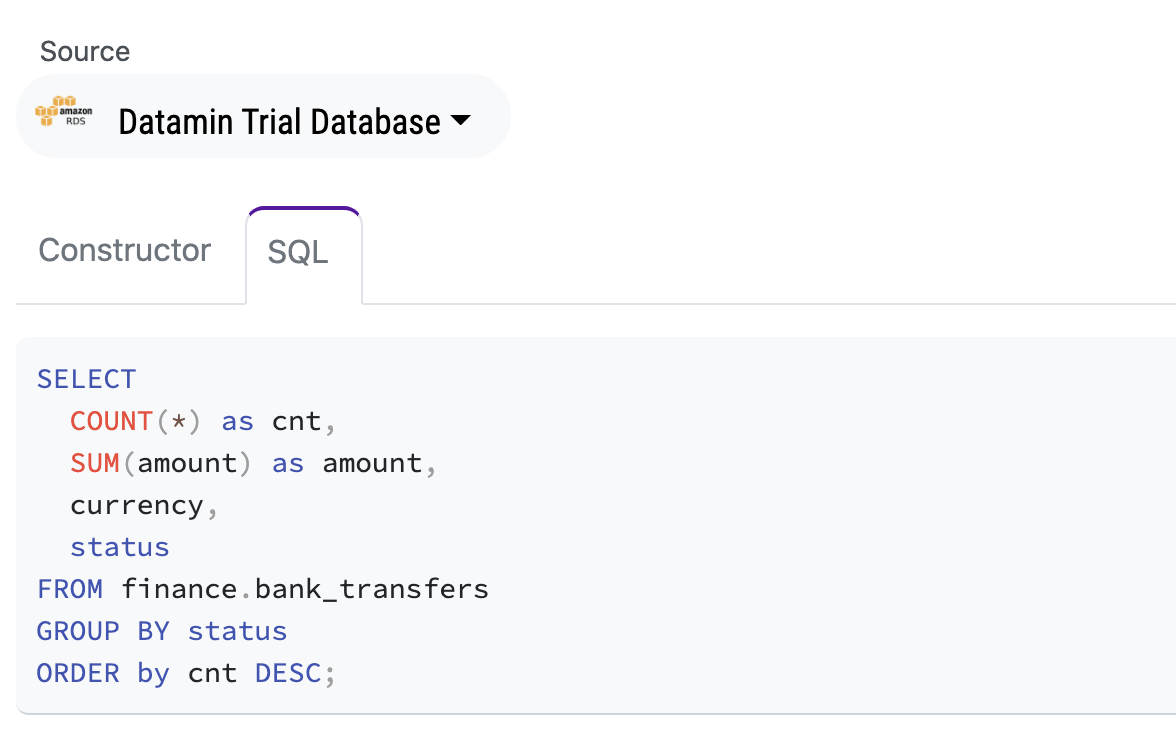 Source
amazon
RDS
Datamin Trial Database
Constructor
SQL
SELECT
  COUNT(*) as cnt,
  SUM(amount) as amount,
  currency,
  status
FROM finance.bank_transfers
GROUP BY status
ORDER by cnt DESC;